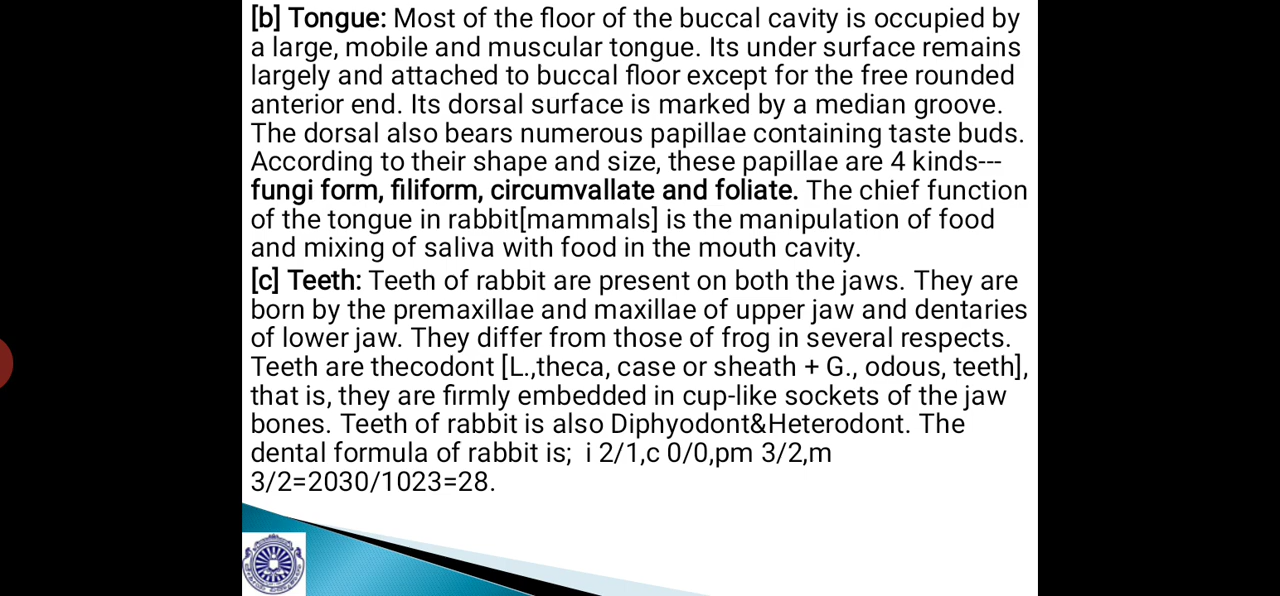 [b] Tongue: Most of the floor of the buccal cavity is occupied by
a large, mobile and muscular tongue. Its under surface remains
largely and attached to buccal floor except for the free rounded
anterior end. Its dorsal surface is marked by a median groove.
The dorsal also bears numerous papillae containing taste buds.
According to their shape and size, these papillae are 4 kinds---
fungi form, filiform, circumvallate and foliate. The chief function
of the tongue in rabbit[mammals] is the manipulation of food
and mixing of saliva with food in the mouth cavity.
[c] Teeth: Teeth of rabbit are present on both the jaws. They are
born by the premaxillae and maxillae of upper jaw and dentaries
of lower jaw. They differ from those of frog in several respects.
Teeth are thecodont [L.,theca, case or sheath + G., odous, teeth],
that is, they are firmly embedded in cup-like sockets of the jaw
bones. Teeth of rabbit is also Diphyodont&Heterodont. The
dental formula of rabbit is;  i 2/1,c 0/0,pm 3/2,m
3/2=2030/1023=28.